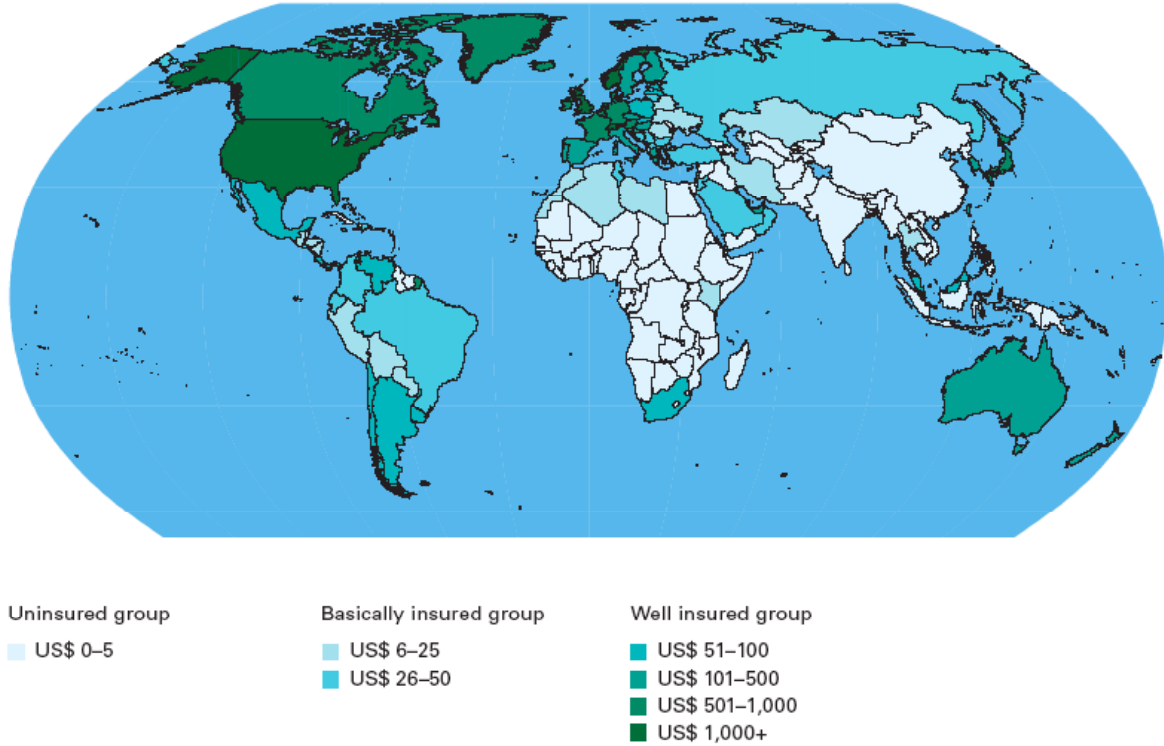 Uninsured group
US$ 0–5
Basically insured group
US$ 6–25
US$ 26–50
Well insured group
US$ 51–100
US$ 101–500
US$ 501–1,000
US$ 1,000+